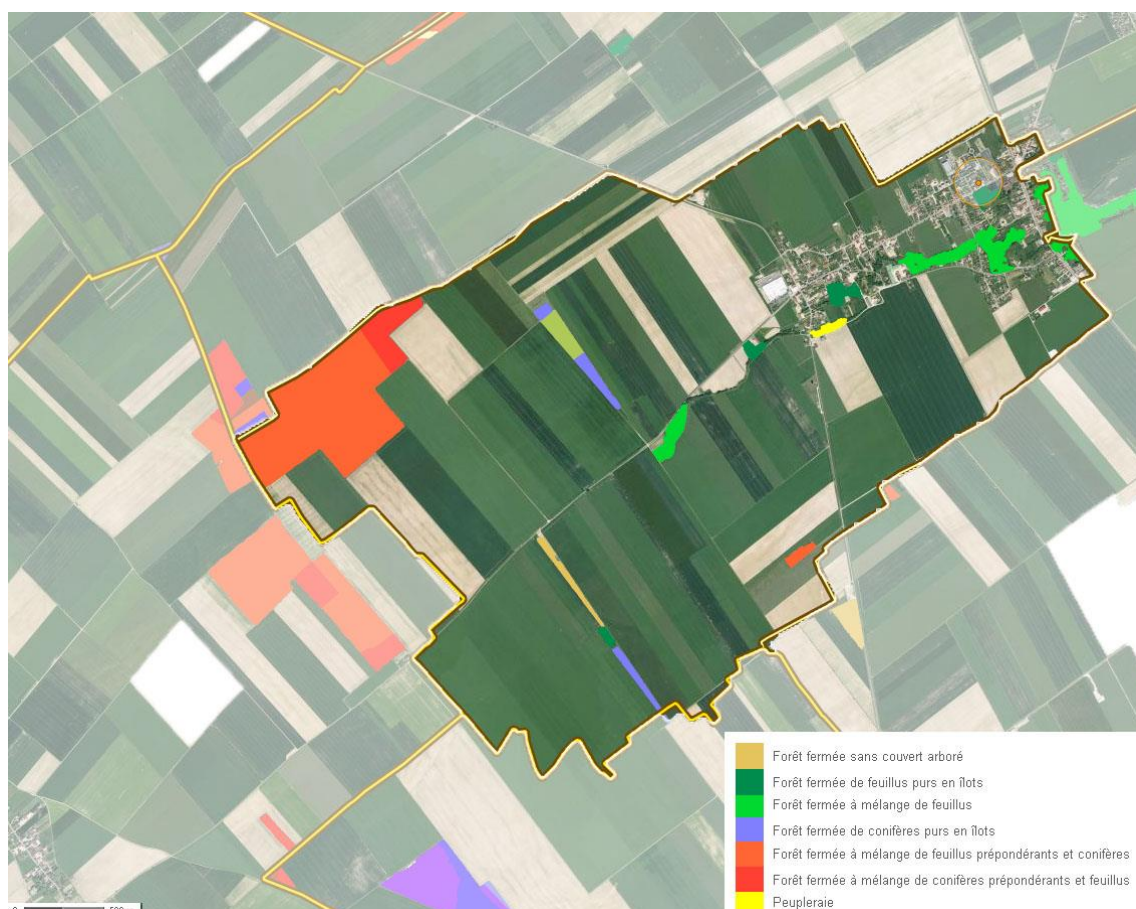 Forêt fermée sans couvert arboré
Forêt fermée de feuillus purs en îlots
Forêt fermée à mélange de feuillus
Forêt fermée de conifères purs en îlots
Forêt fermée à mélange de feuillus prépondérants et conifères
Forêt fermée à mélange de conifères prépondérants et feuillus
Peupleraie